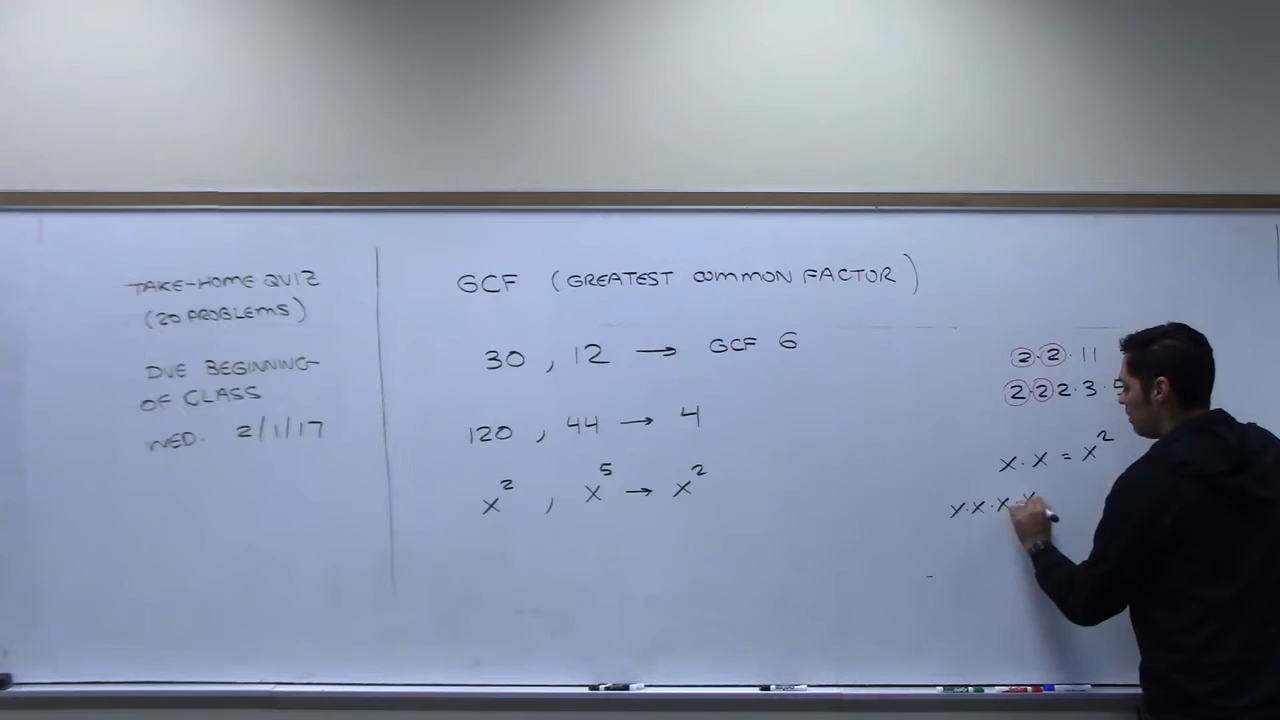 TAKE-HOME QUIZ
(20 PROBLEMS)
DUE BEGINNING
OF CLASS
WED. 2/1/17
GCF (GREATEST COMMON FACTOR)
30 , 12 → GCF 6
120 , 44 → 4
x² , x⁵ → x²
2·2·11
2·2 2·3·5
x·x = x²
x·x·x·x